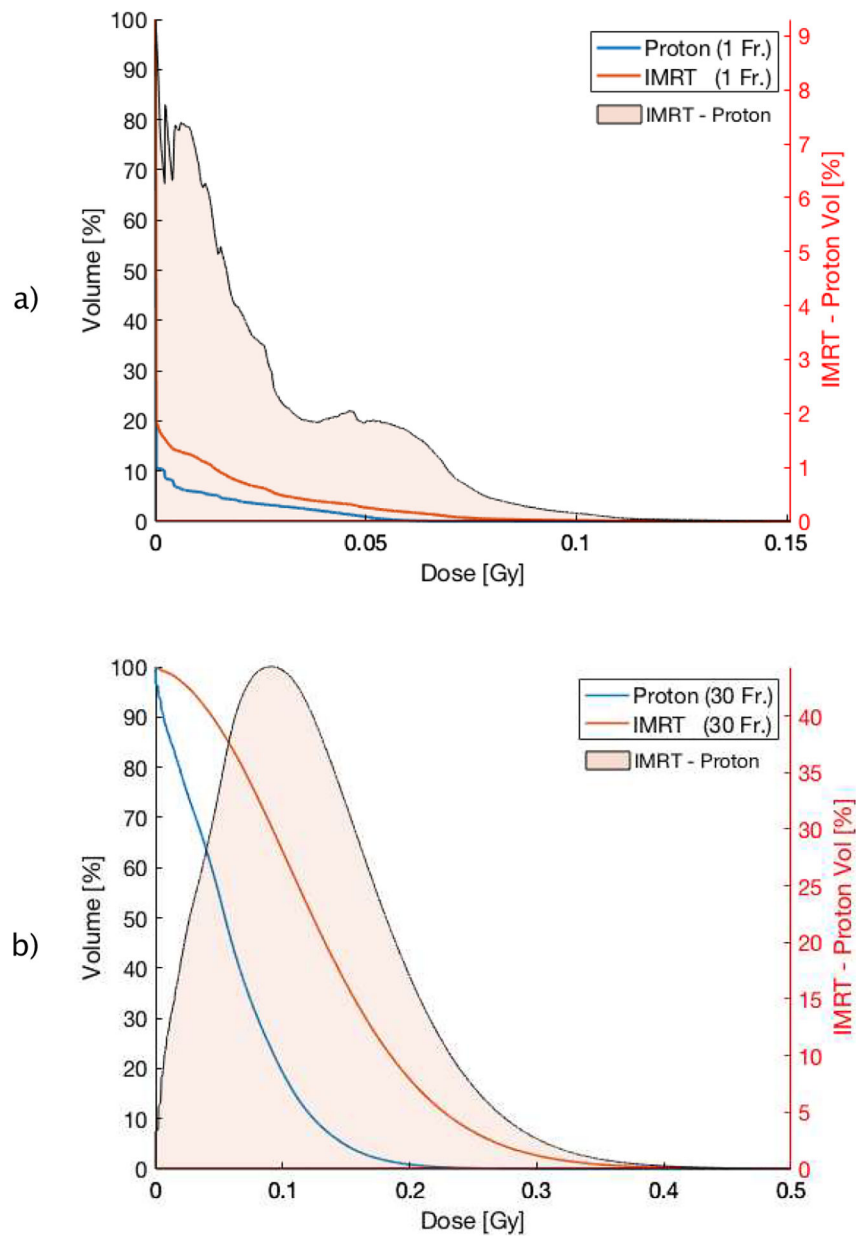 a)
Volume [%]
100
90
80
70
60
50
40
30
20
10
0
Proton (1 Fr.)
IMRT (1 Fr.)
IMRT - Proton
9
8
7
6
5
4
3
2
1
0
IMRT - Proton Vol [%]
0 0.05 0.1 0.15
Dose [Gy]
b)
Volume [%]
100
90
80
70
60
50
40
30
20
10
0
Proton (30 Fr.)
IMRT (30 Fr.)
IMRT - Proton
40
35
30
25
20
15
10
5
0
IMRT - Proton Vol [%]
0 0.1 0.2 0.3 0.4 0.5
Dose [Gy]